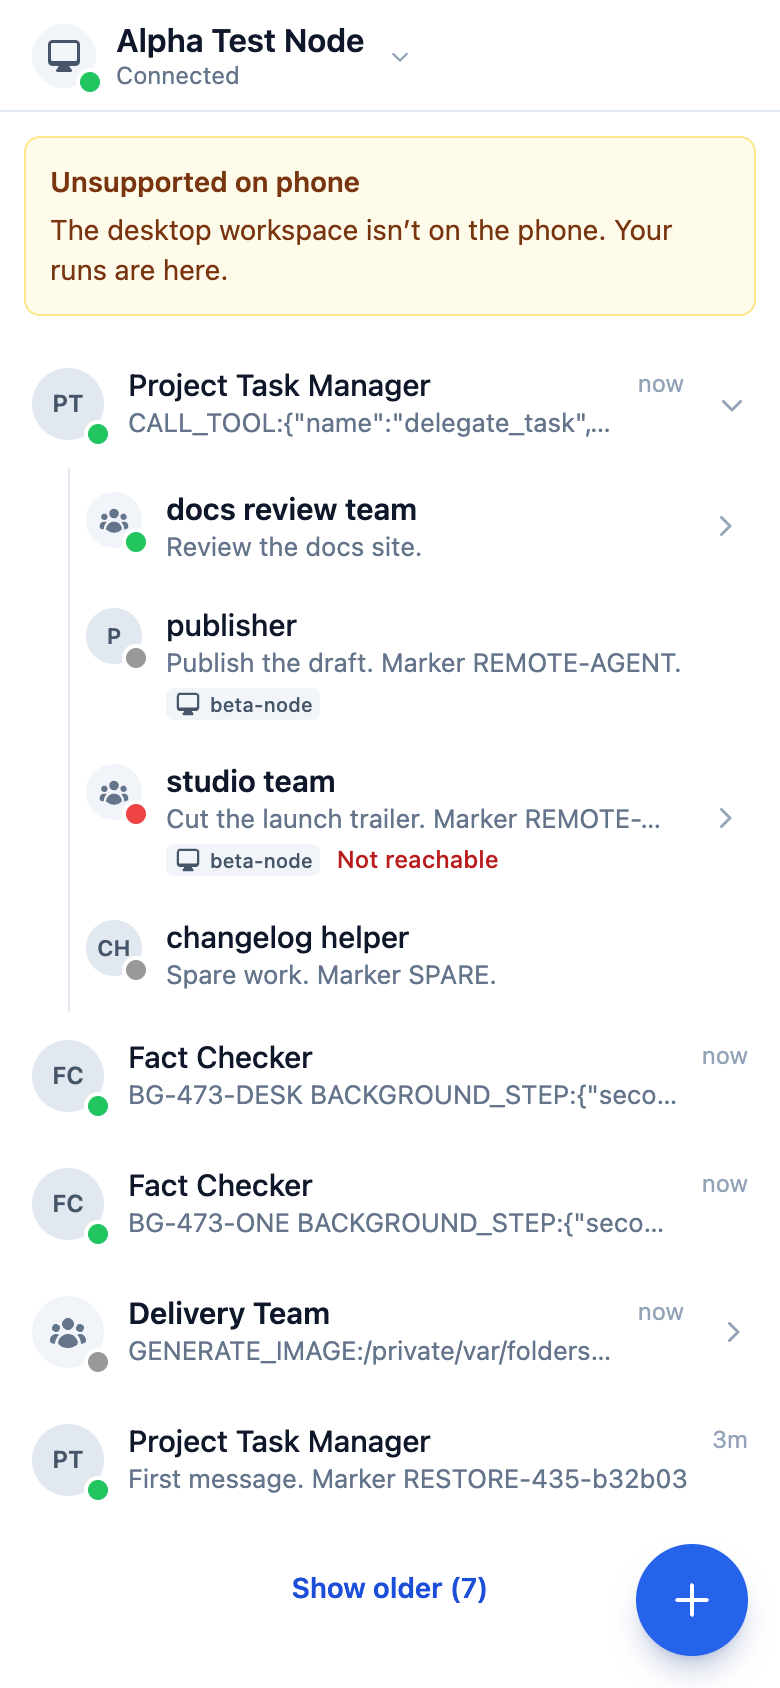 Alpha Test Node
Connected
Unsupported on phone
The desktop workspace isn’t on the phone. Your
runs are here.
PT
Project Task Manager
now
CALL_TOOL:{"name":"delegate_task",...
docs review team
Review the docs site.
P
publisher
Publish the draft. Marker REMOTE-AGENT.
beta-node
studio team
Cut the launch trailer. Marker REMOTE-...
beta-node
Not reachable
CH
changelog helper
Spare work. Marker SPARE.
FC
Fact Checker
now
BG-473-DESK BACKGROUND_STEP:{"seco...
FC
Fact Checker
now
BG-473-ONE BACKGROUND_STEP:{"seco...
Delivery Team
now
GENERATE_IMAGE:/private/var/folders...
PT
Project Task Manager
3m
First message. Marker RESTORE-435-b32b03
Show older (7)